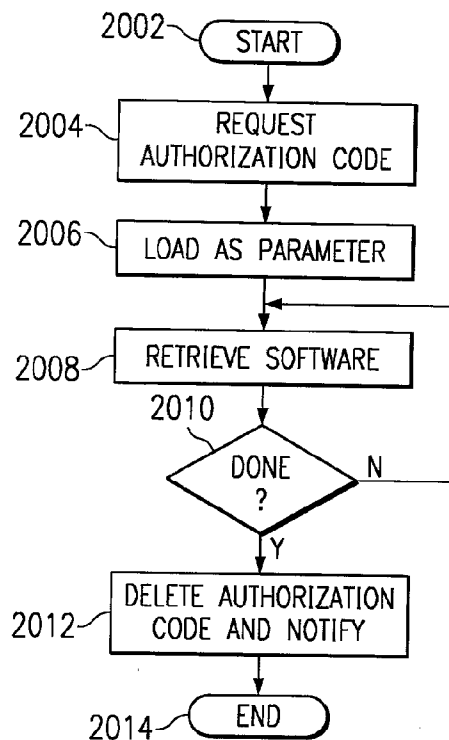 2002 START
2004 REQUEST
AUTHORIZATION CODE
2006 LOAD AS PARAMETER
2008 RETRIEVE SOFTWARE
2010
DONE N
?
Y
DELETE AUTHORIZATION
2012 CODE AND NOTIFY
2014 END